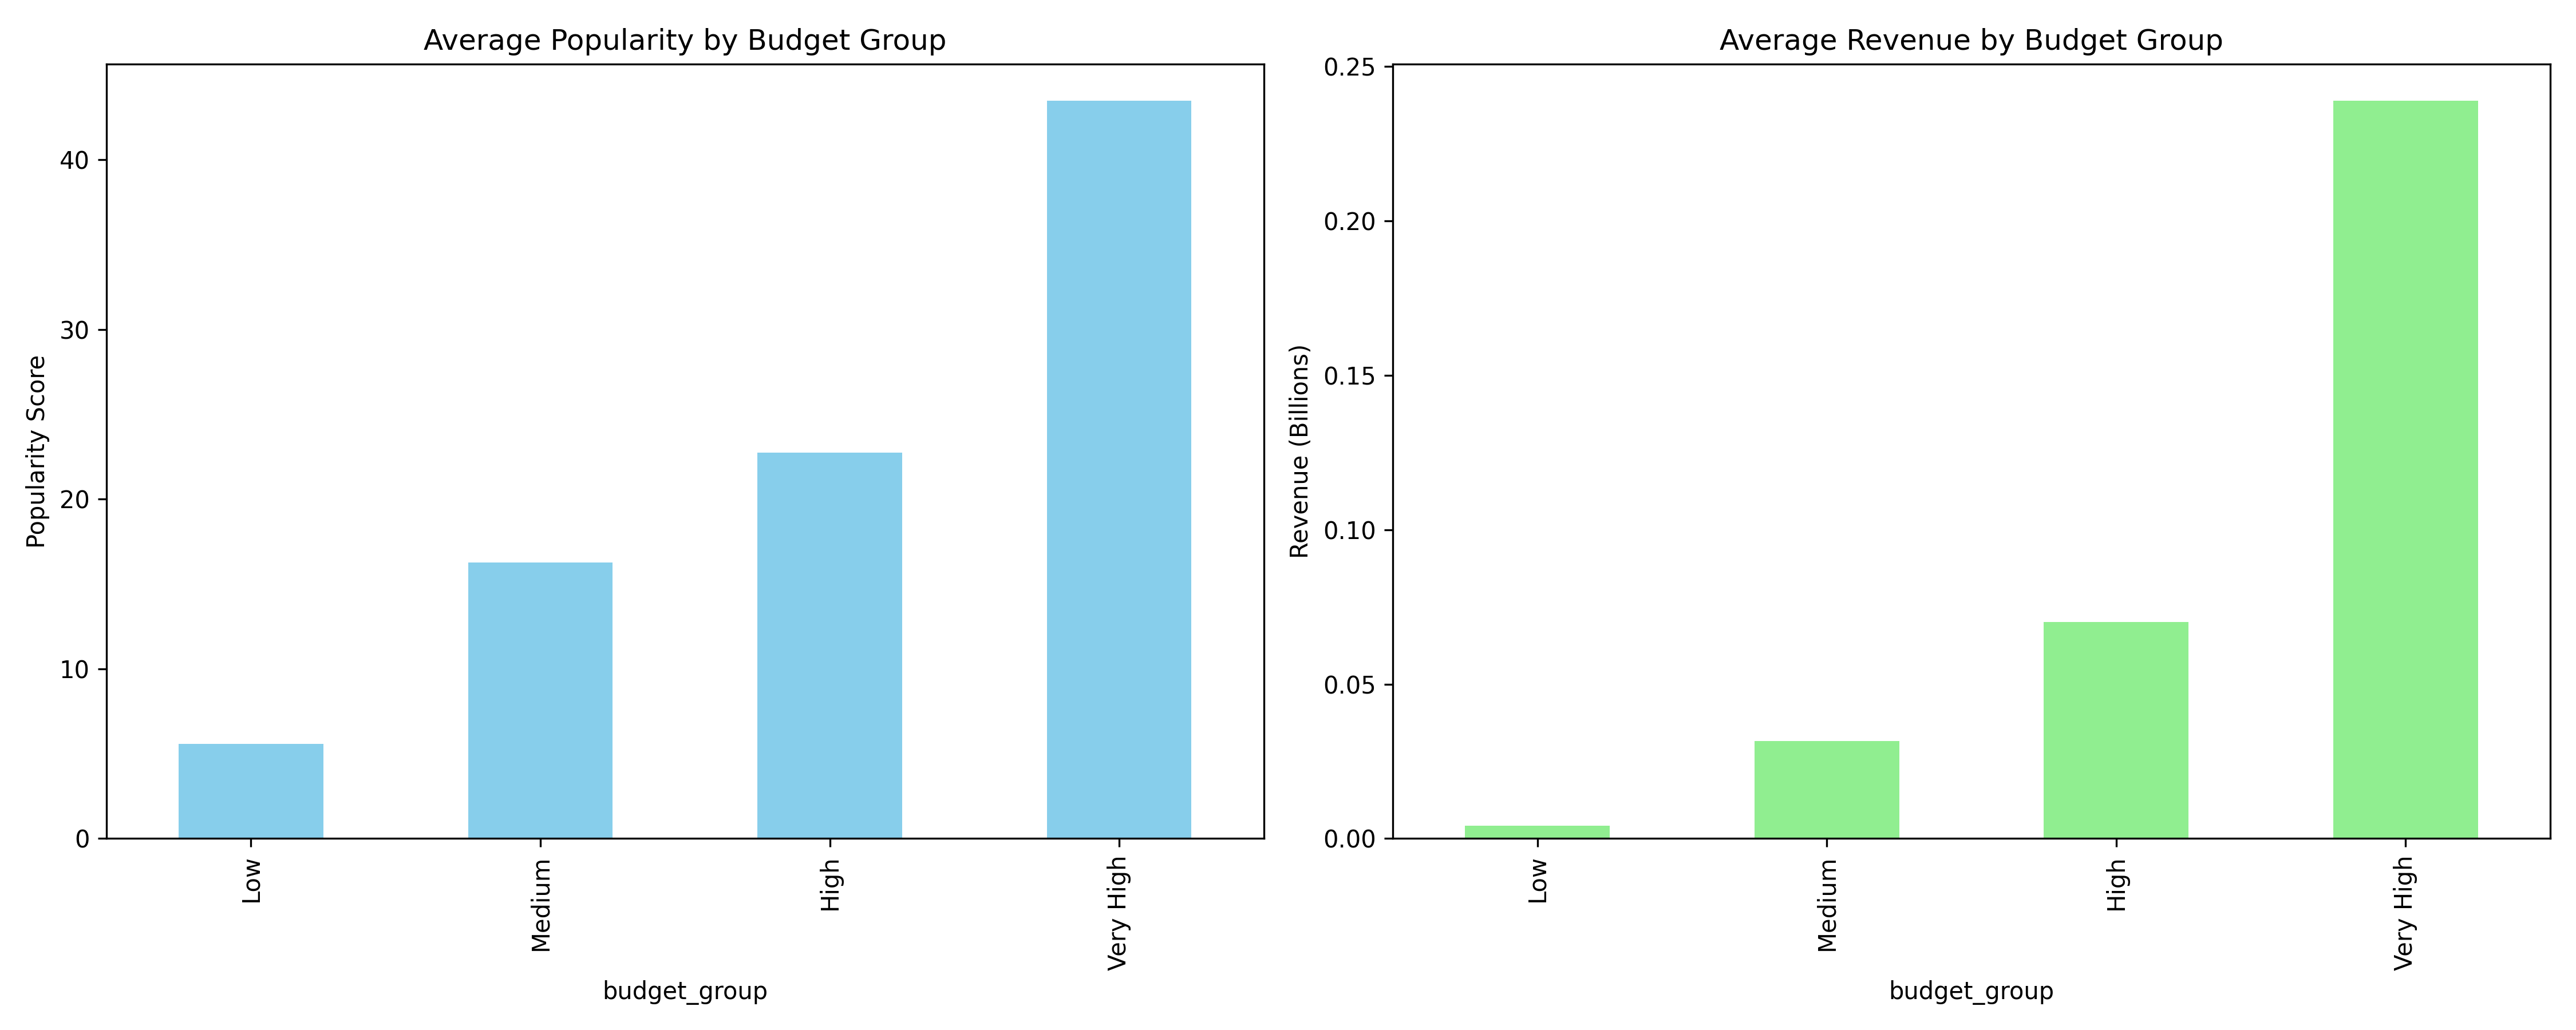 Average Popularity by Budget Group
Popularity Score
40
30
20
10
0
Low
Medium
High
Very High
budget_group
Average Revenue by Budget Group
Revenue (Billions)
0.25
0.20
0.15
0.10
0.05
0.00
Low
Medium
High
Very High
budget_group